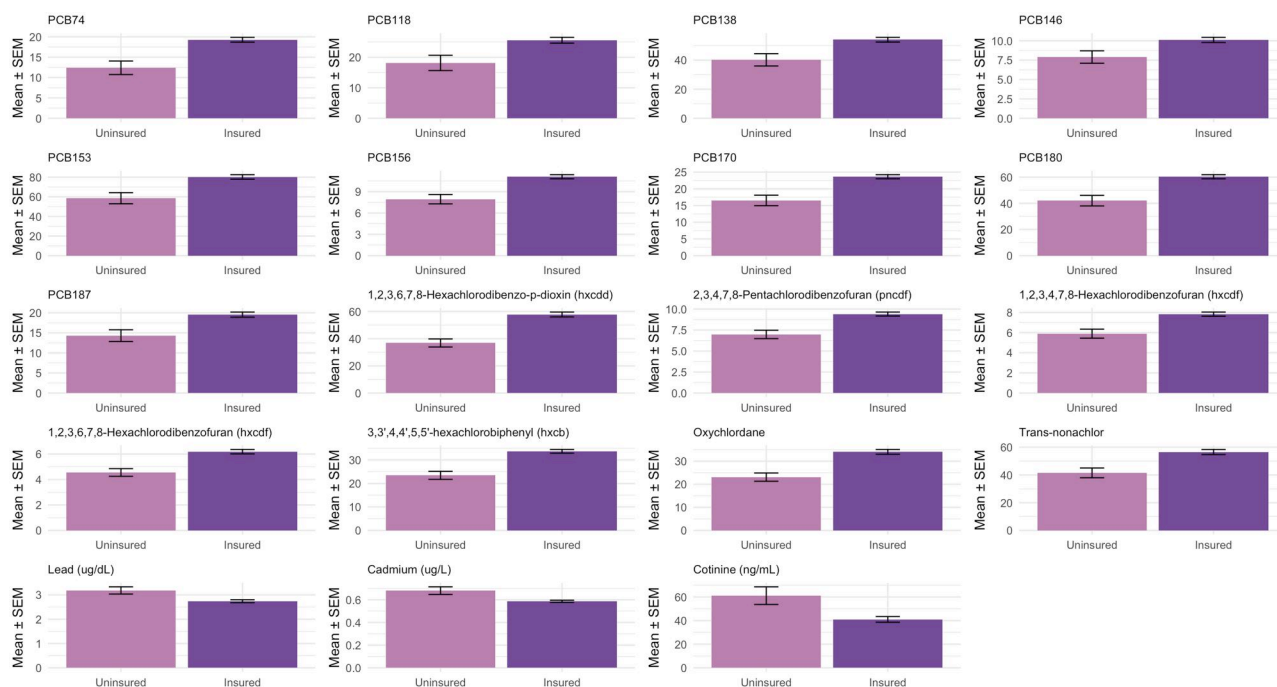 PCB74
Mean ± SEM
20
15
10
5
0
Uninsured
Insured
PCB118
Mean ± SEM
20
0
Uninsured
Insured
PCB138
Mean ± SEM
40
20
0
Uninsured
Insured
PCB146
Mean ± SEM
10.0
7.5
5.0
2.5
0.0
Uninsured
Insured
PCB153
Mean ± SEM
80
60
40
20
0
Uninsured
Insured
PCB156
Mean ± SEM
9
6
3
0
Uninsured
Insured
PCB170
Mean ± SEM
25
20
15
10
5
0
Uninsured
Insured
PCB180
Mean ± SEM
60
40
20
0
Uninsured
Insured
PCB187
Mean ± SEM
20
15
10
5
0
Uninsured
Insured
1,2,3,6,7,8-Hexachlorodibenzo-p-dioxin (hxcdd)
Mean ± SEM
60
40
20
0
Uninsured
Insured
2,3,4,7,8-Pentachlorodibenzofuran (pncdf)
Mean ± SEM
10.0
7.5
5.0
2.5
0.0
Uninsured
Insured
1,2,3,4,7,8-Hexachlorodibenzofuran (hxcdf)
Mean ± SEM
8
6
4
2
0
Uninsured
Insured
1,2,3,6,7,8-Hexachlorodibenzofuran (hxcdf)
Mean ± SEM
6
4
2
0
Uninsured
Insured
3,3',4,4',5,5'-hexachlorobiphenyl (hxcb)
Mean ± SEM
30
20
10
0
Uninsured
Insured
Oxychlordane
Mean ± SEM
30
20
10
0
Uninsured
Insured
Trans-nonachlor
Mean ± SEM
60
40
20
0
Uninsured
Insured
Lead (ug/dL)
Mean ± SEM
3
2
1
0
Uninsured
Insured
Cadmium (ug/L)
Mean ± SEM
0.6
0.4
0.2
0.0
Uninsured
Insured
Cotinine (ng/mL)
Mean ± SEM
60
40
20
0
Uninsured
Insured